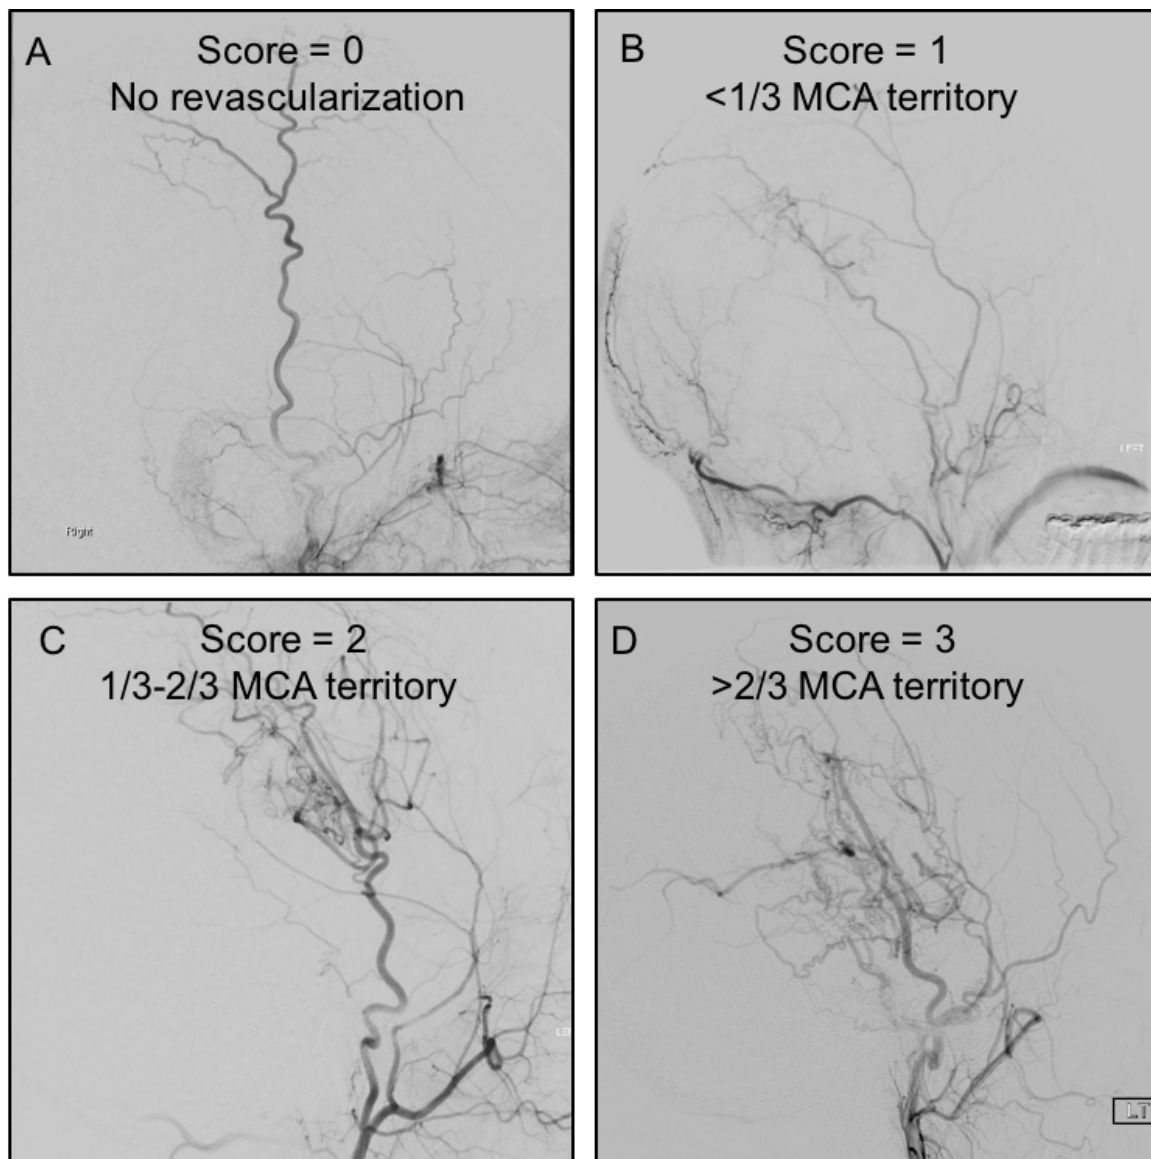 A
Score = 0
No revascularization
Right
B
Score = 1
<1/3 MCA territory
LEFT
C
Score = 2
1/3-2/3 MCA territory
D
Score = 3
>2/3 MCA territory
LT